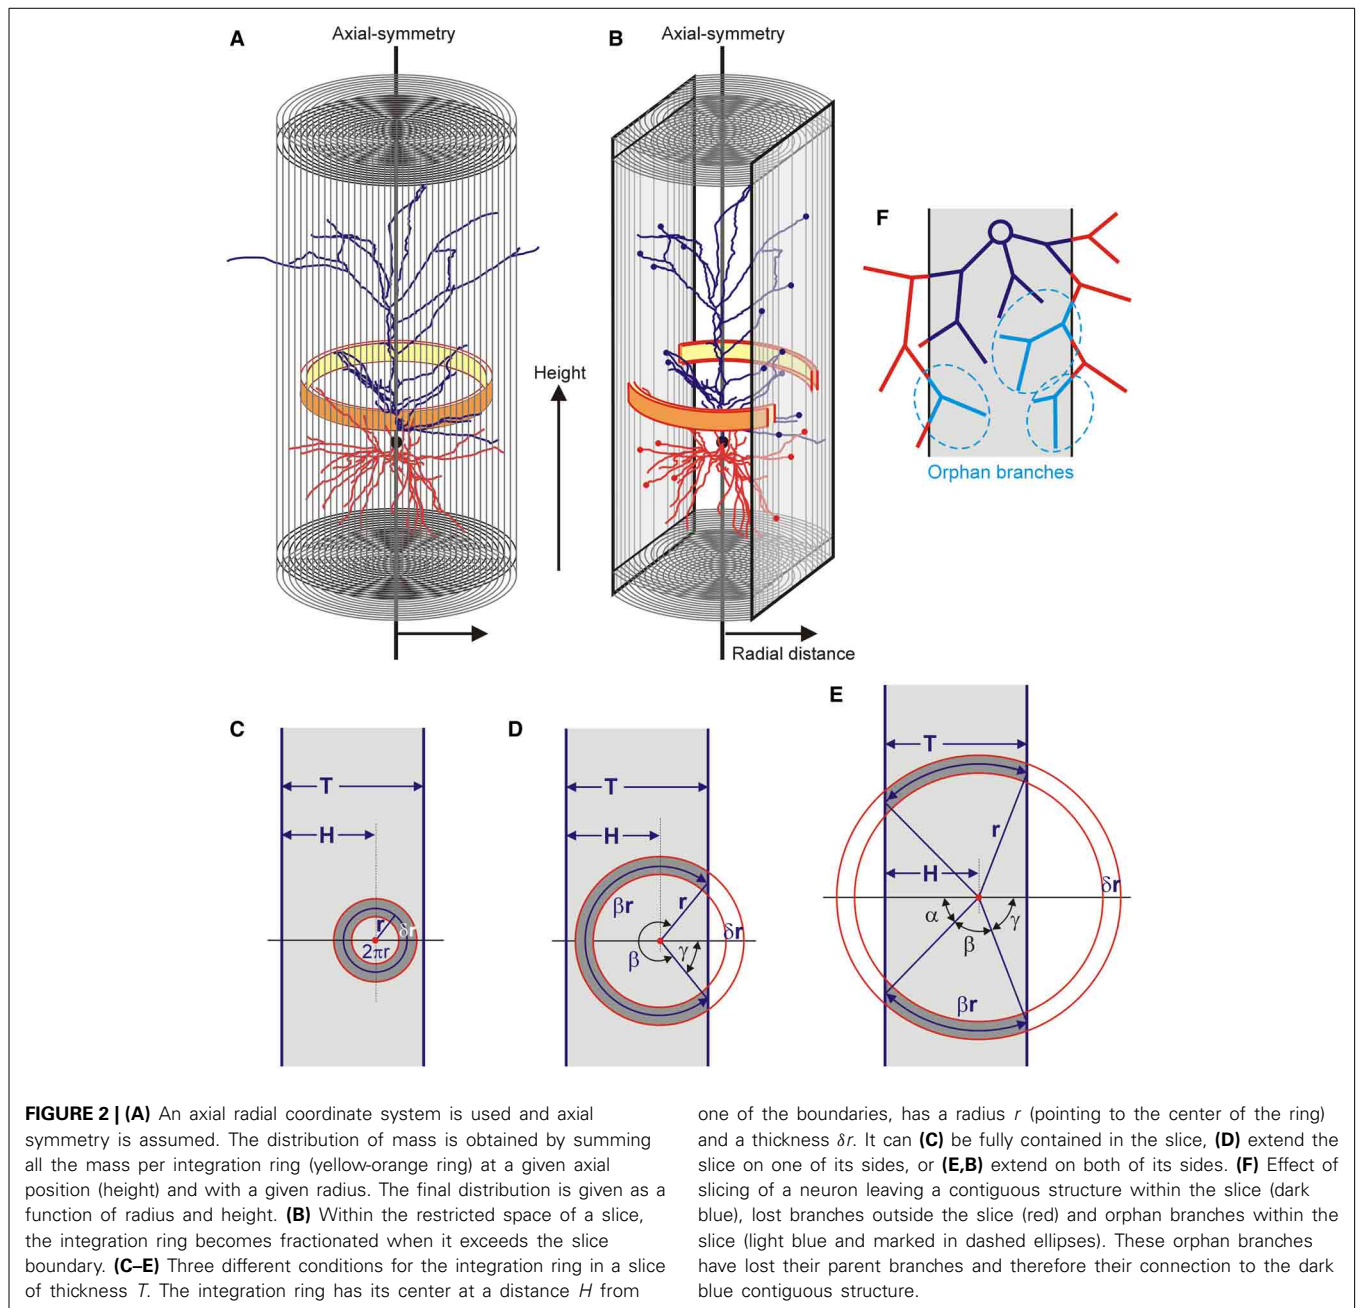 A
Axial-symmetry
B
Axial-symmetry
F
Height
Orphan branches
Radial distance
C
T
H
r
δr
2πr
D
T
H
βr
r
δr
β
γ
E
T
r
H
δr
α
β
γ
βr
FIGURE 2 | (A) An axial radial coordinate system is used and axial
symmetry is assumed. The distribution of mass is obtained by summing
all the mass per integration ring (yellow-orange ring) at a given axial
position (height) and with a given radius. The final distribution is given as a
function of radius and height. (B) Within the restricted space of a slice,
the integration ring becomes fractionated when it exceeds the slice
boundary. (C–E) Three different conditions for the integration ring in a slice
of thickness T. The integration ring has its center at a distance H from
one of the boundaries, has a radius r (pointing to the center of the ring)
and a thickness δr. It can (C) be fully contained in the slice, (D) extend the
slice on one of its sides, or (E,B) extend on both of its sides. (F) Effect of
slicing of a neuron leaving a contiguous structure within the slice (dark
blue), lost branches outside the slice (red) and orphan branches within the
slice (light blue and marked in dashed ellipses). These orphan branches
have lost their parent branches and therefore their connection to the dark
blue contiguous structure.